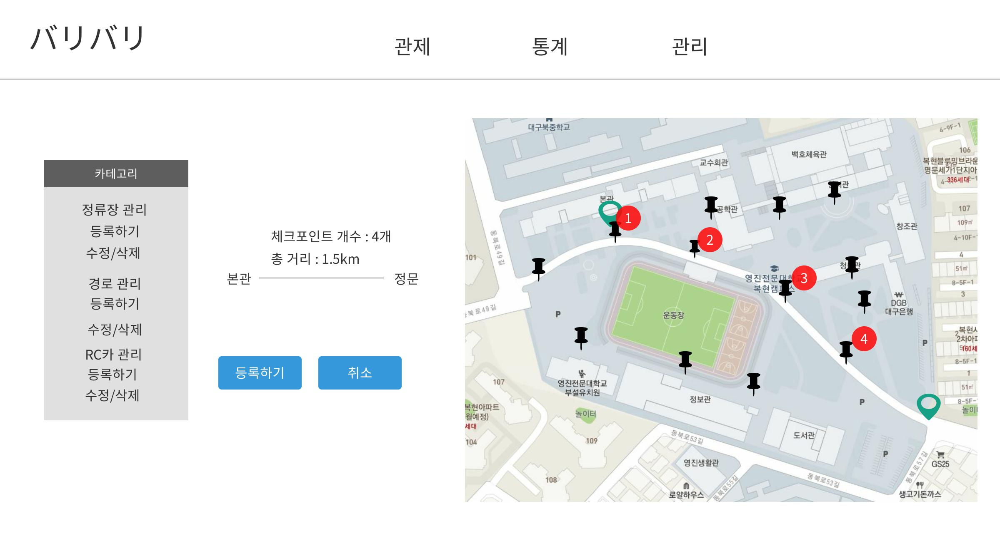 バリバリ
관제
통계
관리
카테고리
정류장 관리
등록하기
수정/삭제
경로 관리
등록하기
수정/삭제
RC카 관리
등록하기
수정/삭제
체크포인트 개수 : 4개
총 거리 : 1.5km
본관
정문
등록하기
취소
대구북중학교
4-9F-1
106
교수회관
백호체육관
복현블루밍브라운
명문세가1단지아
336세대
본관
공학관
107
109㎡
1
창조관
4-10F-1
2
동북로49길
101
4
51㎡
영진전문대학교
복현캠퍼스
3
8-5F-1
3
동북로49길
P
운동장
DGB
대구은행
4
P
2차아파
160세
8-5F-1
1
107
영진전문대학교
부설유치원
51㎡
정보관
P
8-5F-1
복현아파트
월예정)
세대
놀이터
104
109
동북로53길
도서관
P
동북로57길
GS25
영진생활관
108
동북로53길
동북로55길
로얄하우스
생고기돈까스